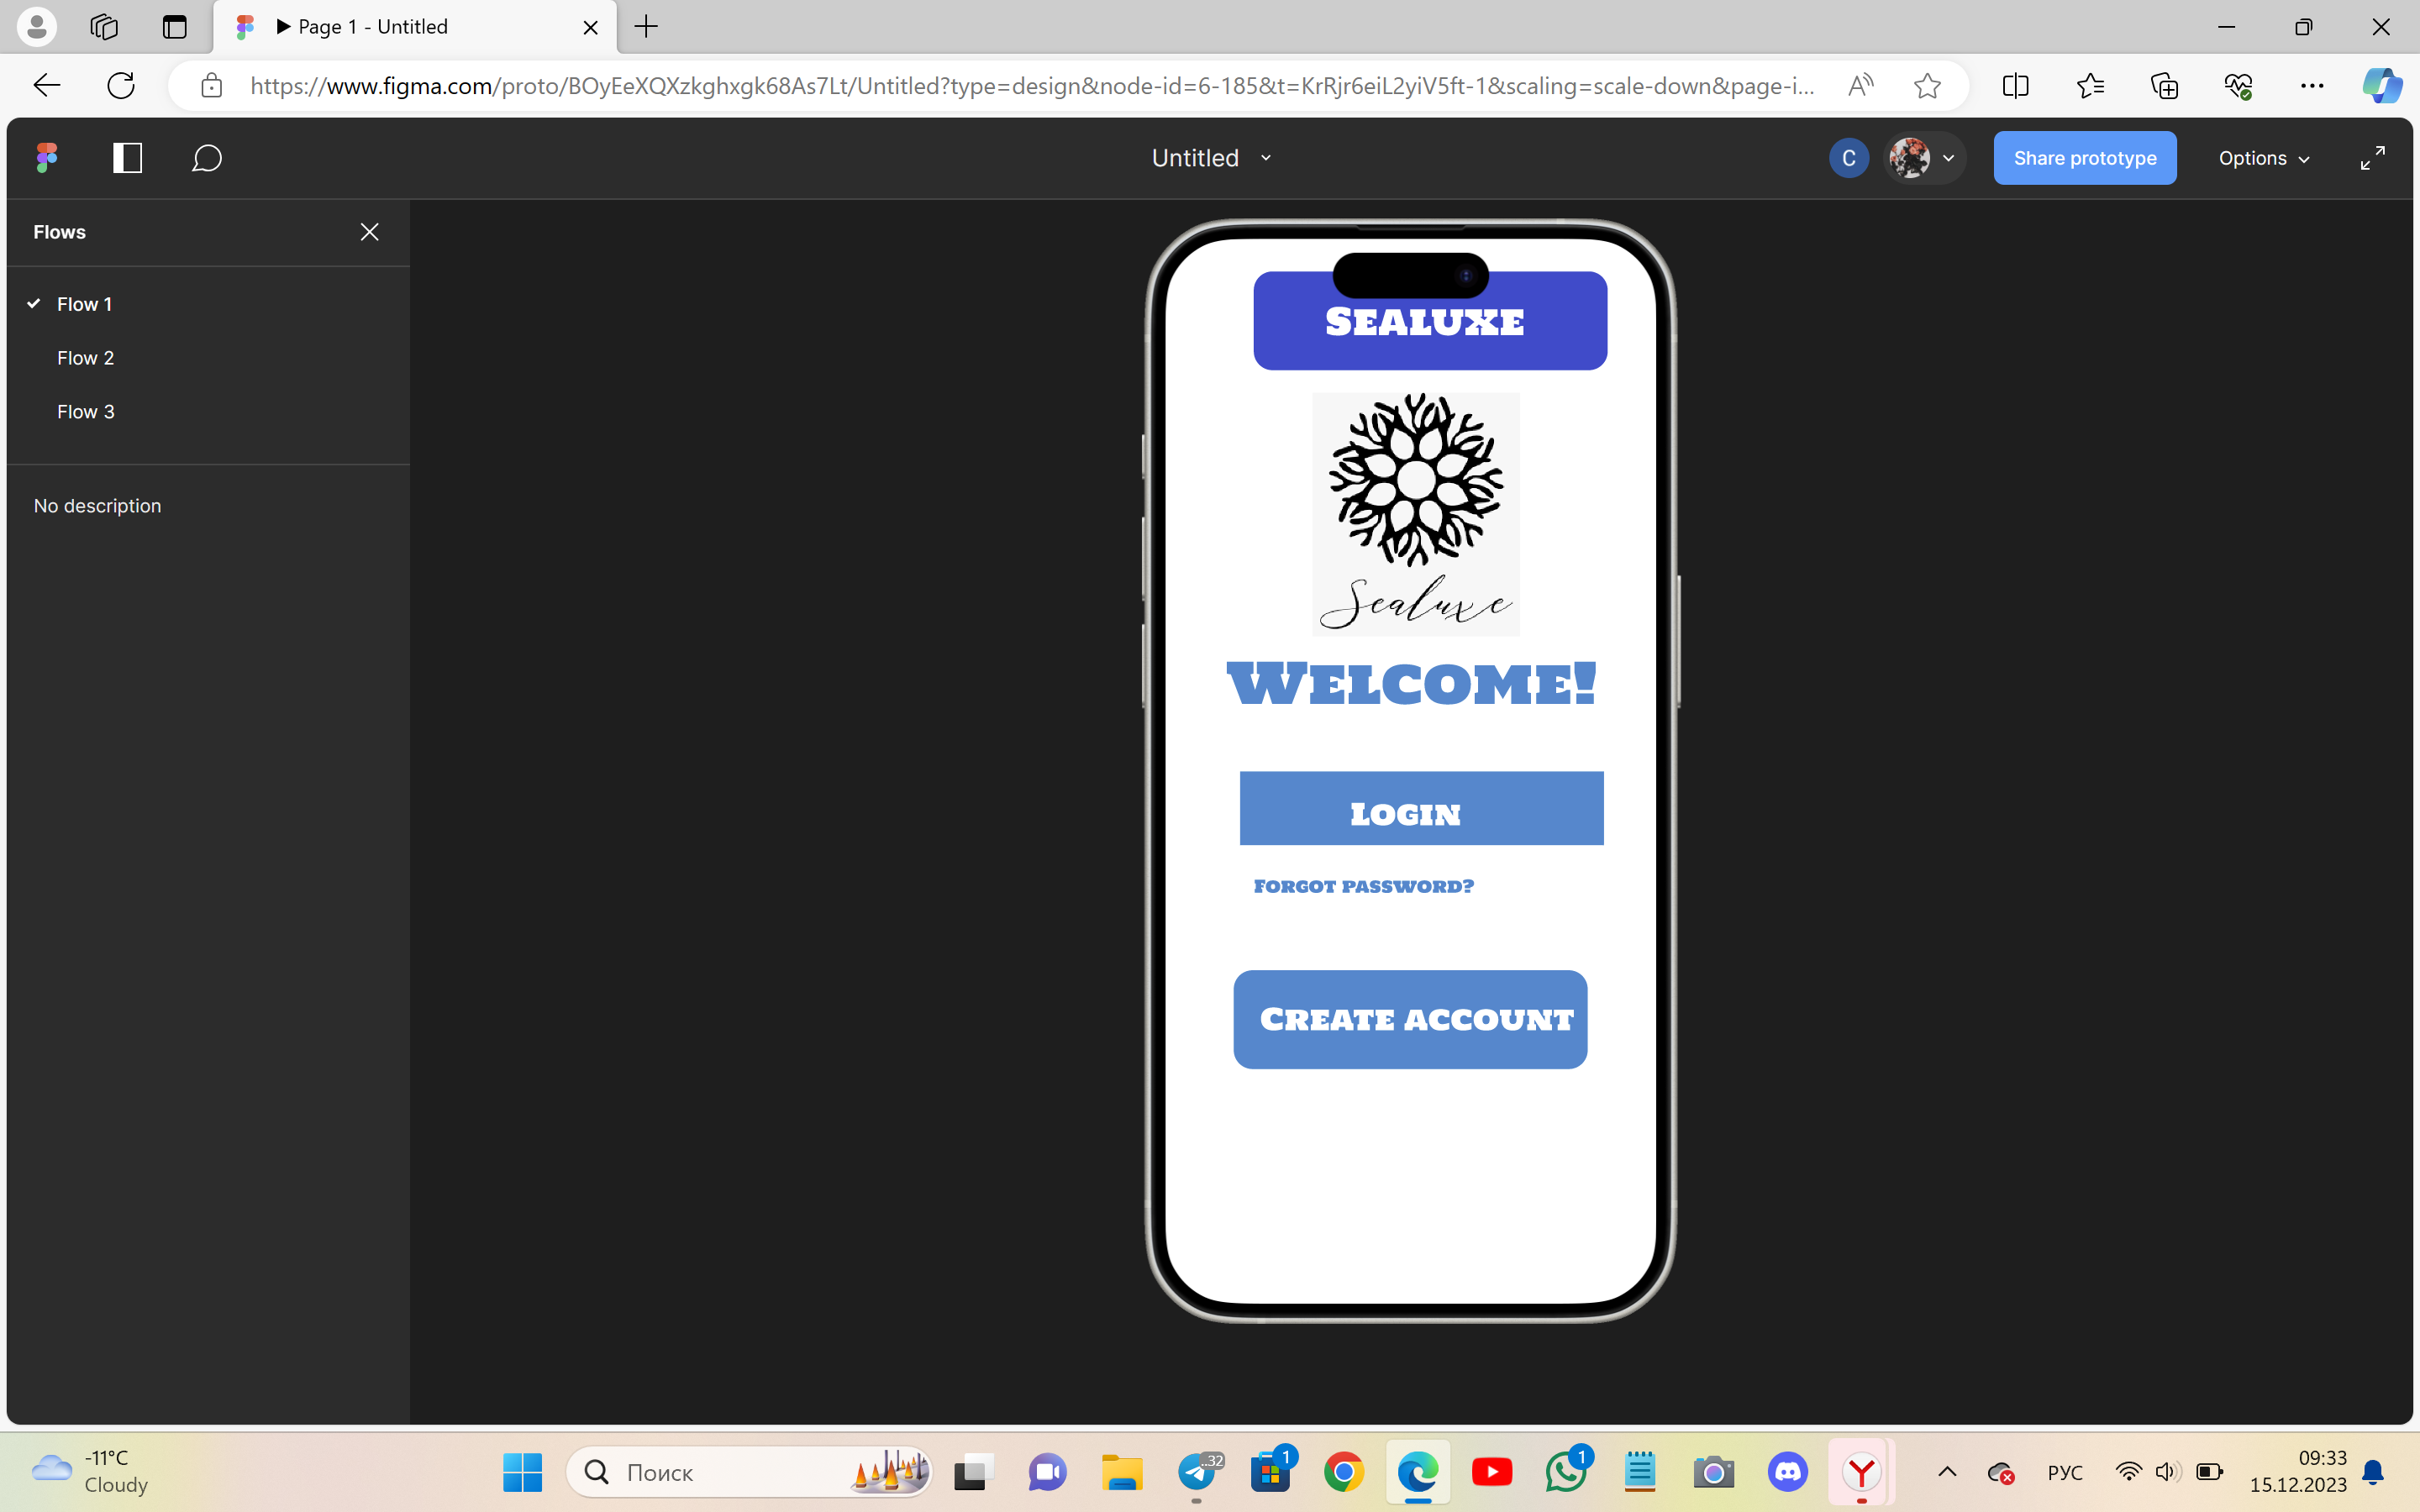 Page 1 - Untitled
https://www.figma.com/proto/BOyEeXQXzkghxgk68As7Lt/Untitled?type=design&node-id=6-185&t=KrRjr6eiL2yiV5ft-1&scaling=scale-down&page-i...
Untitled
C
Share prototype
Options
Flows
Flow 1
Flow 2
Flow 3
No description
Sealuxe
Sealuxe
Welcome!
Login
Forgot password?
Create account
-11°C
Cloudy
Поиск
..32
1
1
РУС
09:33
15.12.2023